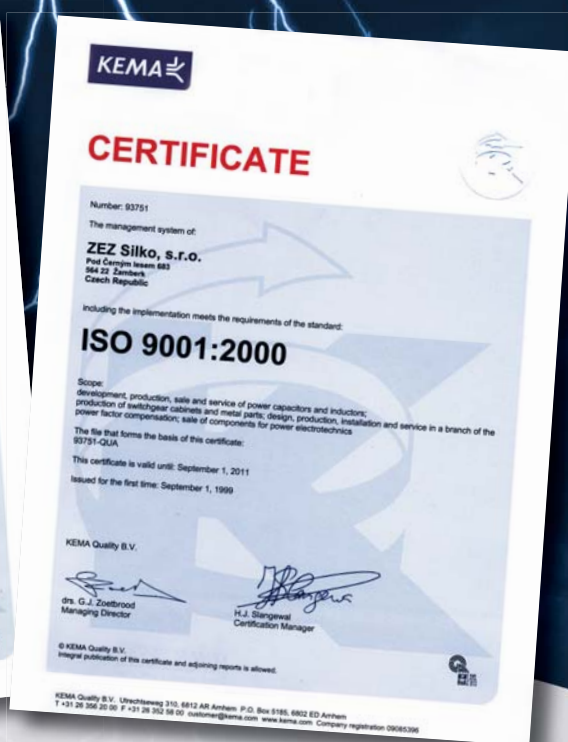 KEMA
CERTIFICATE
Number: 93751
The management system of:
ZEZ Silko, s.r.o.
Pod Černým lesem 683
564 22 Žamberk
Czech Republic
including the implementation meets the requirements of the standard:
ISO 9001:2000
Scope:
development, production, sale and service of power capacitors and inductors;
production of switchgear cabinets and metal parts; design, production, installation and service in a branch of the
power factor compensation; sale of components for power electrotechnics
The file that forms the basis of this certificate:
93751-QUA
This certificate is valid until: September 1, 2011
Issued for the first time: September 1, 1999
KEMA Quality B.V.
drs. G.J. Zoetbrood
Managing Director
H.J. Slangewal
Certification Manager
© KEMA Quality B.V.
Integral publication of this certificate and adjoining reports is allowed.
KEMA Quality B.V. Utrechtseweg 310, 6812 AR Arnhem P.O. Box 5185, 6802 ED Arnhem
T +31 26 356 20 00 F +31 26 352 58 00 customer@kema.com www.kema.com Company registration 09085396